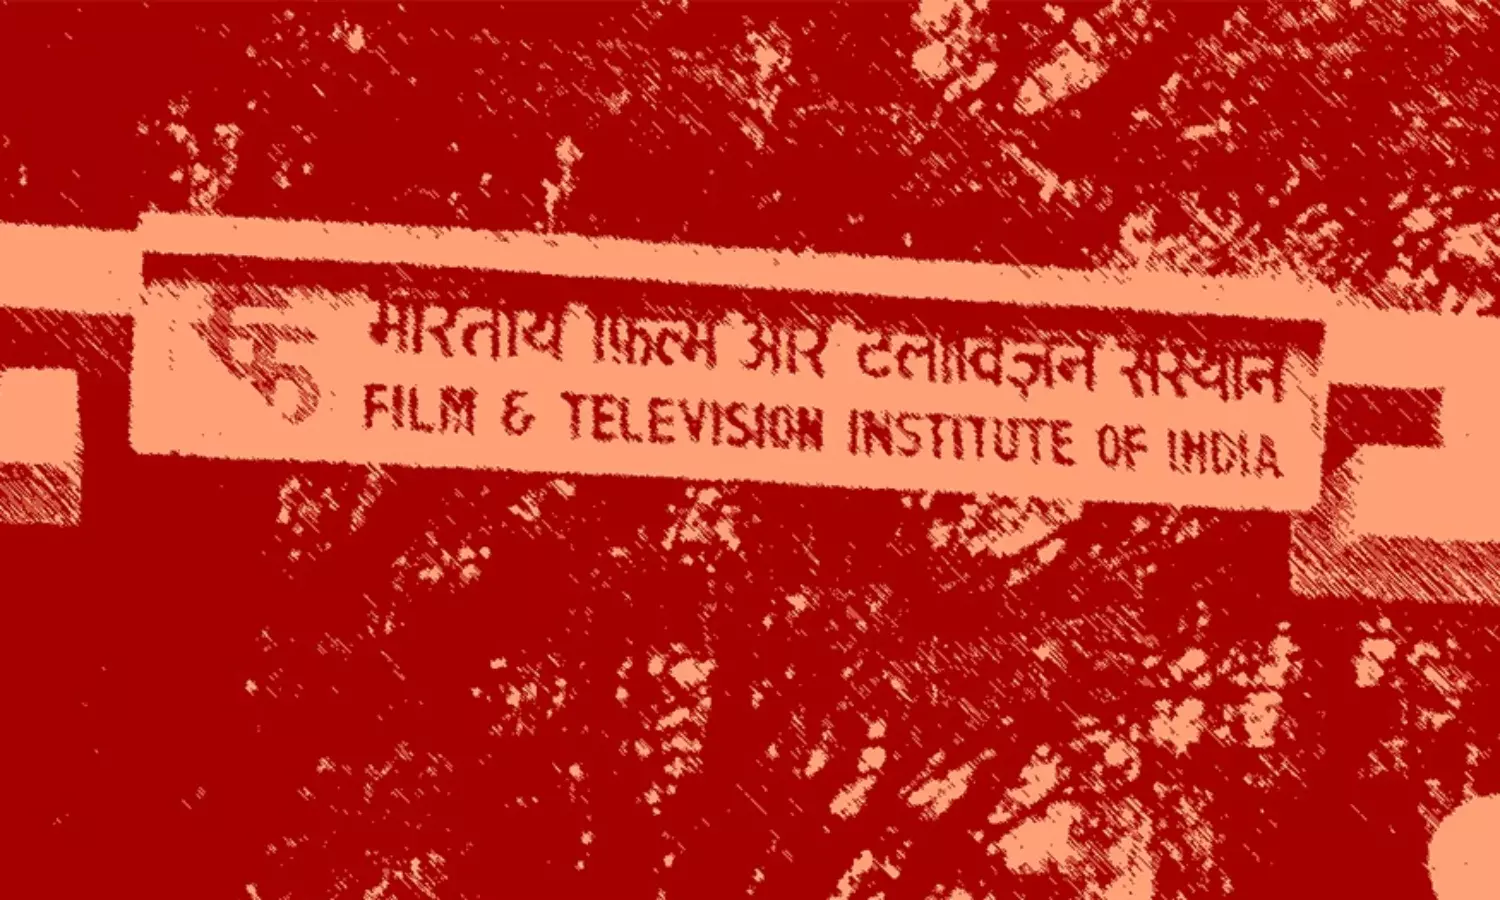 भारतीय फिल्म और टेलीविज़न संस्थान
FILM & TELEVISION INSTITUTE OF INDIA